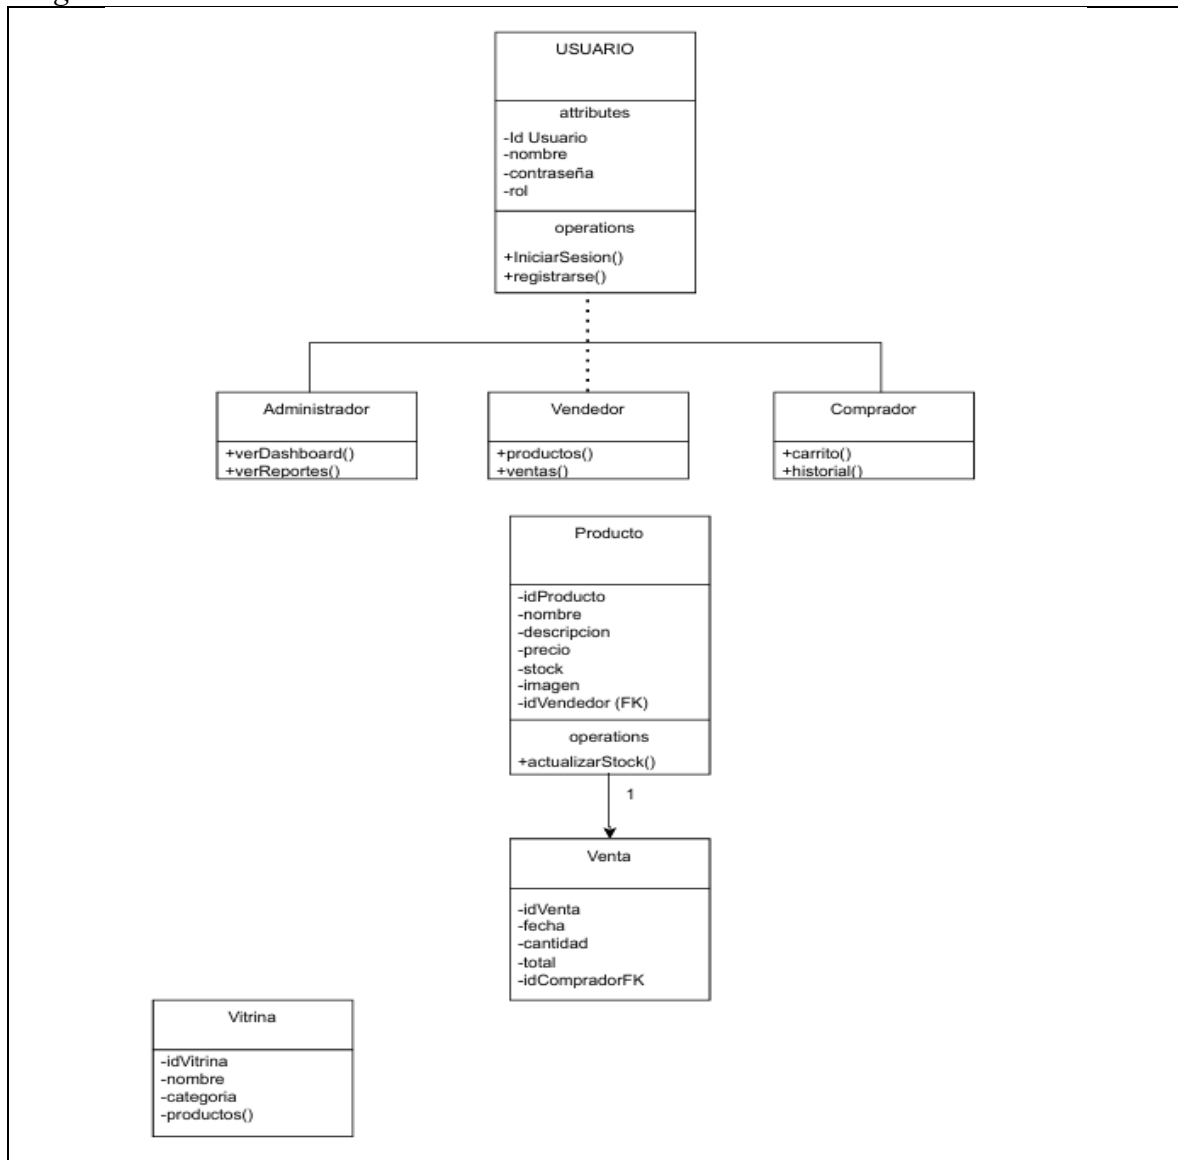 USUARIO
attributes
-Id Usuario
-nombre
-contraseña
-rol
operations
+IniciarSesion()
+registrarse()
Administrador
+verDashboard()
+verReportes()
Vendedor
+productos()
+ventas()
Comprador
+carrito()
+historial()
Producto
-idProducto
-nombre
-descripcion
-precio
-stock
-imagen
-idVendedor (FK)
operations
+actualizarStock()
1
Venta
-idVenta
-fecha
-cantidad
-total
-idCompradorFK
Vitrina
-idVitrina
-nombre
-categoria
-productos()